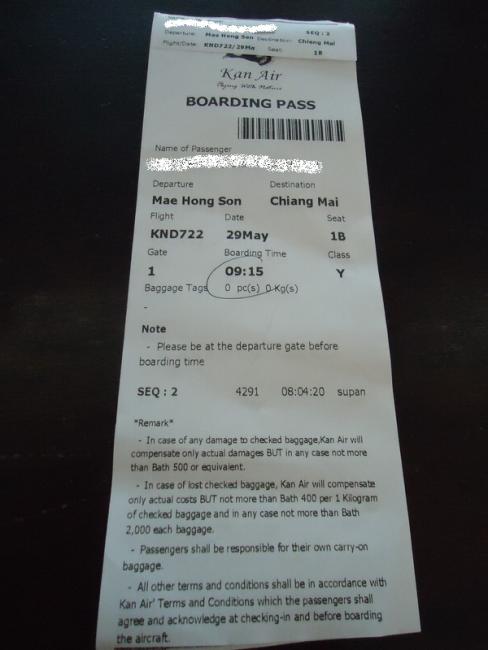 Departure: Mae Hong Son Destination: Chiang Mai SEQ : 2
Flight/Date: KND722/29Ma Seat: 1B
Kan Air
Flying With Nature
BOARDING PASS
Name of Passenger
Departure Destination
Mae Hong Son Chiang Mai
Flight Date Seat
KND722 29May 1B
Gate Boarding Time Class
1 09:15 Y
Baggage Tags 0 pc(s) 0 Kg(s)
-
Note
- Please be at the departure gate before
boarding time
SEQ : 2 4291 08:04:20 supan
*Remark*
- In case of any damage to checked baggage,Kan Air will
compensate only actual damages BUT in any case not more
than Bath 500 or equivalent.
- In case of lost checked baggage, Kan Air will compensate
only actual costs BUT not more than Bath 400 per 1 Kilogram
of checked baggage and in any case not more than Bath
2,000 each baggage.
- Passengers shall be responsible for their own carry-on
baggage.
- All other terms and conditions shall be in accordance with
Kan Air' Terms and Conditions which the passengers shall
agree and acknowledge at checking-in and before boarding
the aircraft.